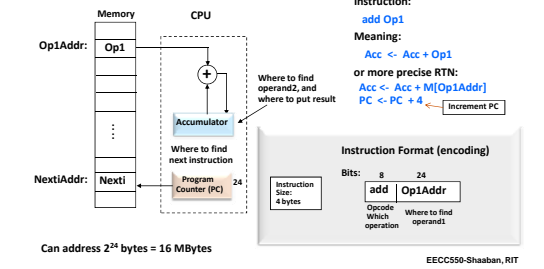 Memory
CPU
Instruction:
add Op1
Meaning:
Acc <- Acc + Op1
or more precise RTN:
Acc <- Acc + M[Op1Addr]
PC <- PC + 4
Increment PC
Op1Addr:
Op1
+
Where to find
operand2, and
where to put result
Accumulator
Where to find
next instruction
NextiAddr:
Nexti
Program
Counter (PC)
24
Instruction Format (encoding)
Bits:
8
24
Instruction
Size:
4 bytes
add
Op1Addr
Opcode
Which
operation
Where to find
operand1
Can address 2²⁴ bytes = 16 MBytes
EECC550-Shaaban, RIT